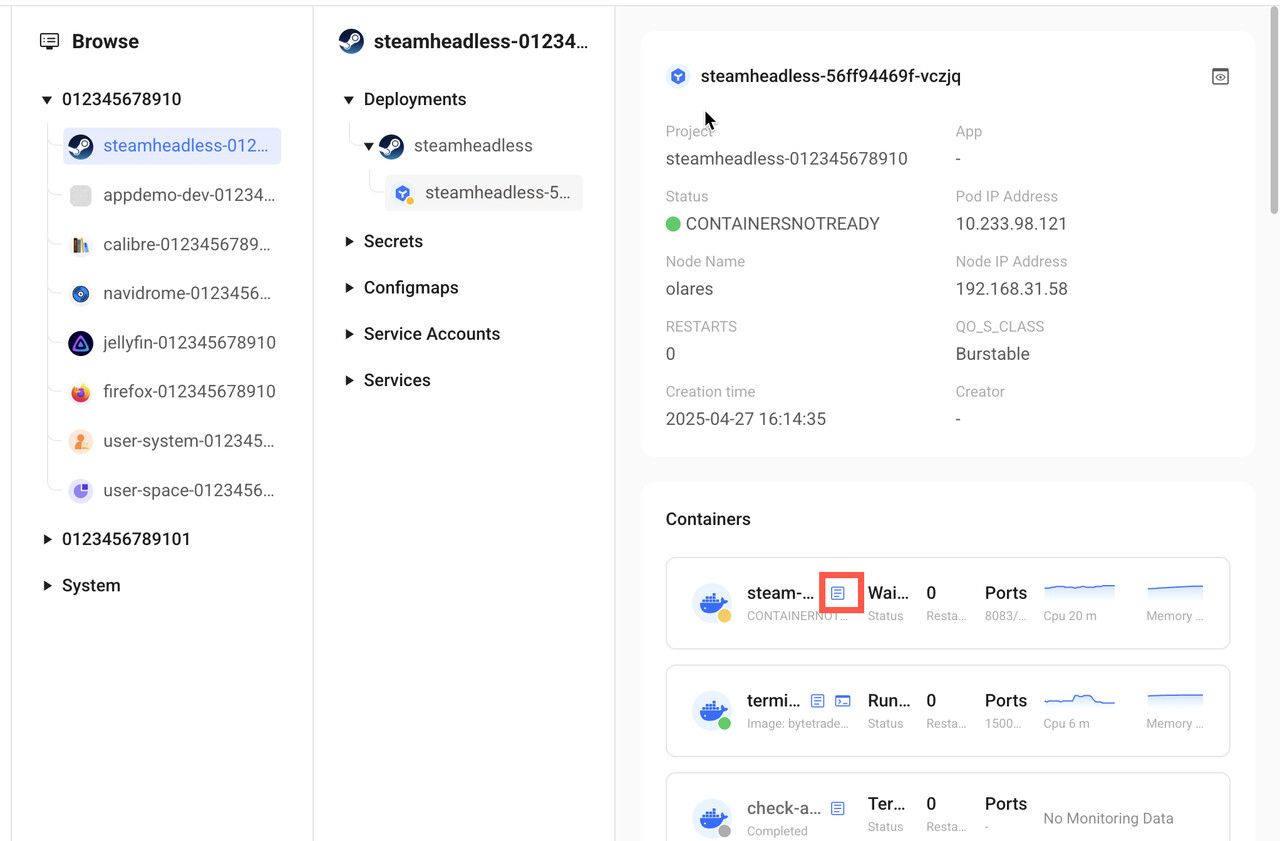 Browse
012345678910
steamheadless-012...
appdemo-dev-01234...
calibre-0123456789...
navidrome-0123456...
jellyfin-012345678910
firefox-012345678910
user-system-012345...
user-space-0123456...
0123456789101
System
steamheadless-01234...
Deployments
steamheadless
steamheadless-5...
Secrets
Configmaps
Service Accounts
Services
steamheadless-56ff94469f-vczjq
Project App
steamheadless-012345678910 -
Status Pod IP Address
CONTAINERSNOTREADY 10.233.98.121
Node Name Node IP Address
olares 192.168.31.58
RESTARTS QO_S_CLASS
0 Burstable
Creation time Creator
2025-04-27 16:14:35 -
Containers
steam-... Wai... 0 Ports
CONTAINERNOT... Status Resta... 8083/... Cpu 20 m Memory ...
termi... Run... 0 Ports
Image: bytetrade... Status Resta... 1500... Cpu 6 m Memory ...
check-a... Ter... 0 Ports No Monitoring Data
Completed Status Resta... -